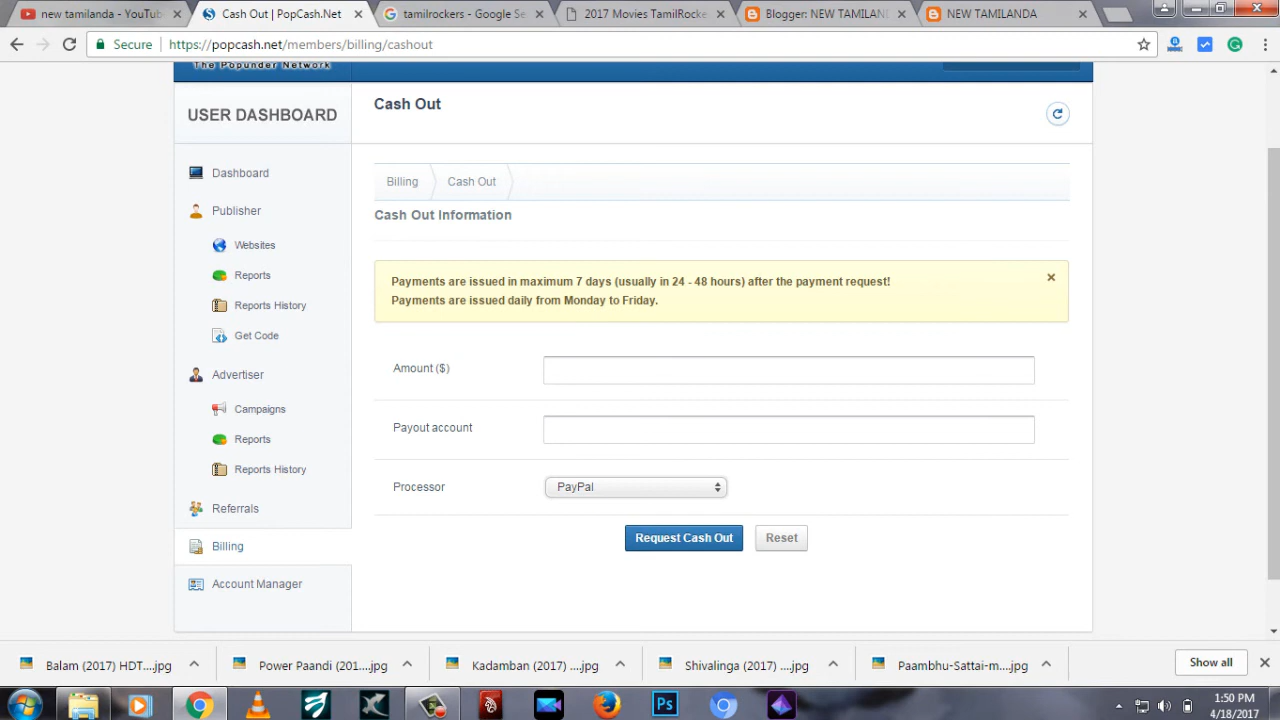 new tamilanda - YouTu
Cash Out | PopCash.Net
tamilrockers - Google Se
2017 Movies TamilRocke
Blogger: NEW TAMILAND
NEW TAMILANDA
Secure
https://popcash.net/members/billing/cashout
The Popunder Network
USER DASHBOARD
Cash Out
Dashboard
Publisher
Websites
Reports
Reports History
Get Code
Advertiser
Campaigns
Reports
Reports History
Referrals
Billing
Account Manager
Billing
Cash Out
Cash Out Information
Payments are issued in maximum 7 days (usually in 24 - 48 hours) after the payment request!
Payments are issued daily from Monday to Friday.
Amount ($)
Payout account
Processor
PayPal
Request Cash Out
Reset
Balam (2017) HDT....jpg
Power Paandi (201....jpg
Kadamban (2017) ....jpg
Shivalinga (2017) ....jpg
Paambhu-Sattai-m....jpg
Show all
Ps
1:50 PM
4/18/2017